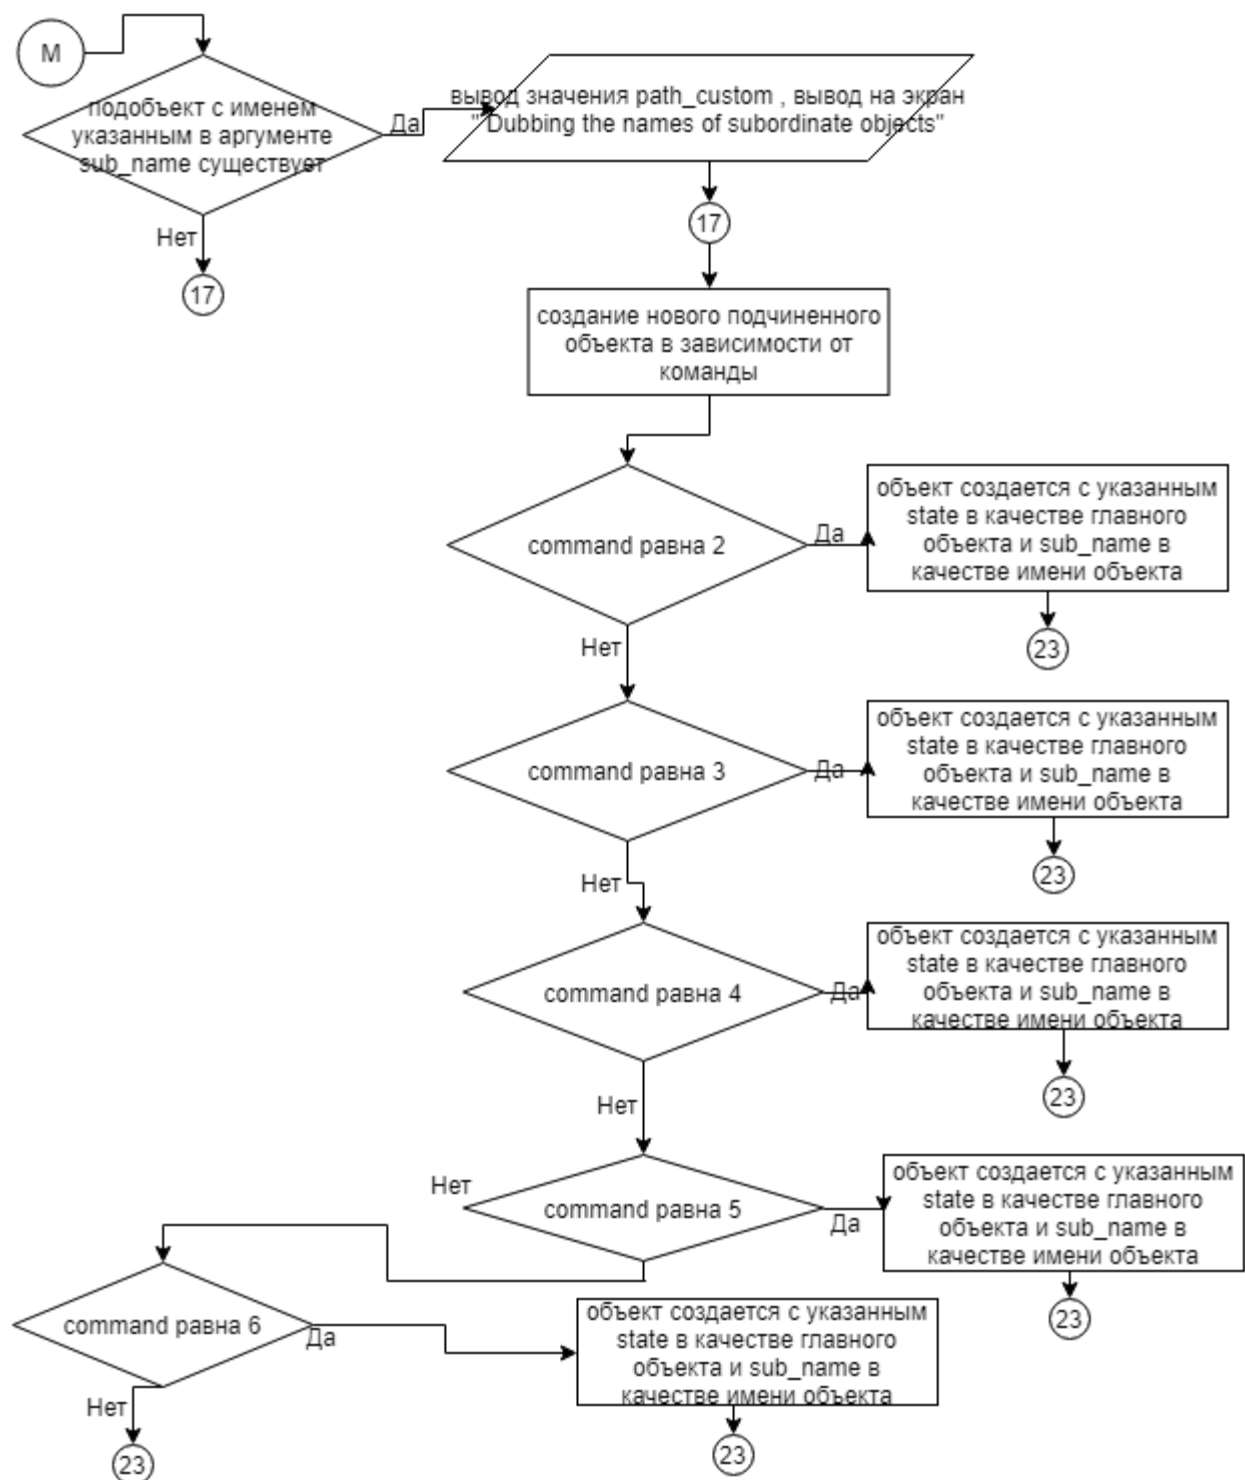 M
подобъект с именем
указанным в аргументе
sub_name существует
Да
вывод значения path_custom , вывод на экран
" Dubbing the names of subordinate objects"
Нет
17
17
создание нового подчиненного
объекта в зависимости от
команды
command равна 2
Да
объект создается с указанным
state в качестве главного
объекта и sub_name в
качестве имени объекта
23
Нет
command равна 3
Да
объект создается с указанным
state в качестве главного
объекта и sub_name в
качестве имени объекта
23
Нет
command равна 4
Да
объект создается с указанным
state в качестве главного
объекта и sub_name в
качестве имени объекта
23
Нет
command равна 5
Нет
Да
объект создается с указанным
state в качестве главного
объекта и sub_name в
качестве имени объекта
23
command равна 6
Да
объект создается с указанным
state в качестве главного
объекта и sub_name в
качестве имени объекта
23
Нет
23